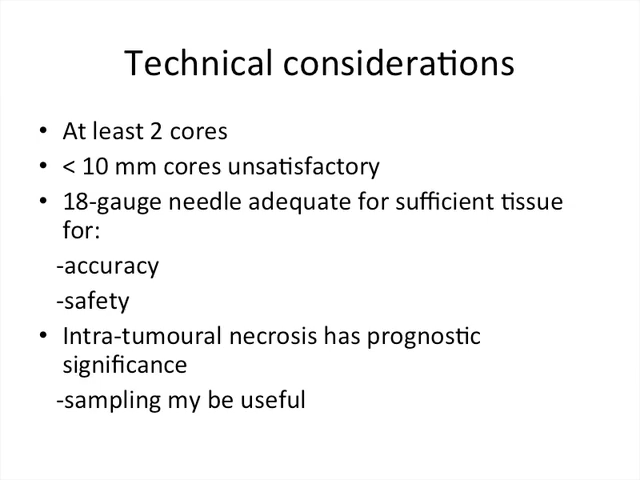 Technical considerations
• At least 2 cores
• < 10 mm cores unsatisfactory
• 18-gauge needle adequate for sufficient tissue
for:
-accuracy
-safety
• Intra-tumoural necrosis has prognostic
significance
-sampling my be useful